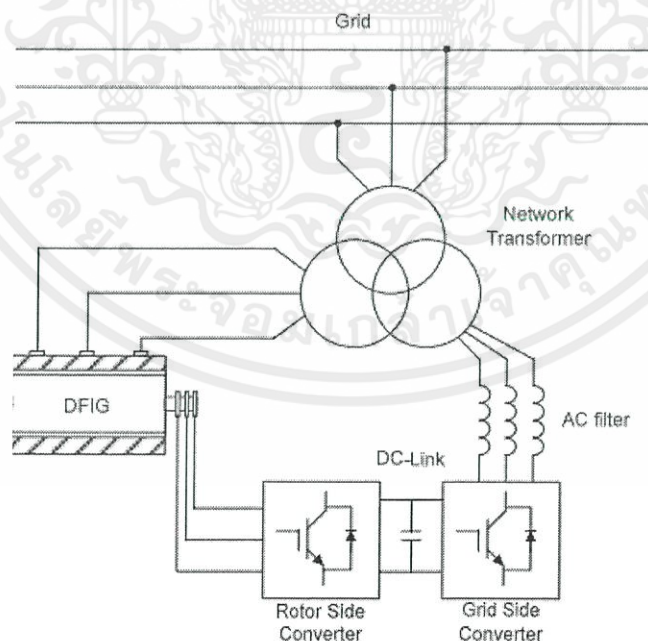 Grid
Network
Transformer
DFIG
AC filter
DC-Link
Rotor Side
Converter
Grid Side
Converter